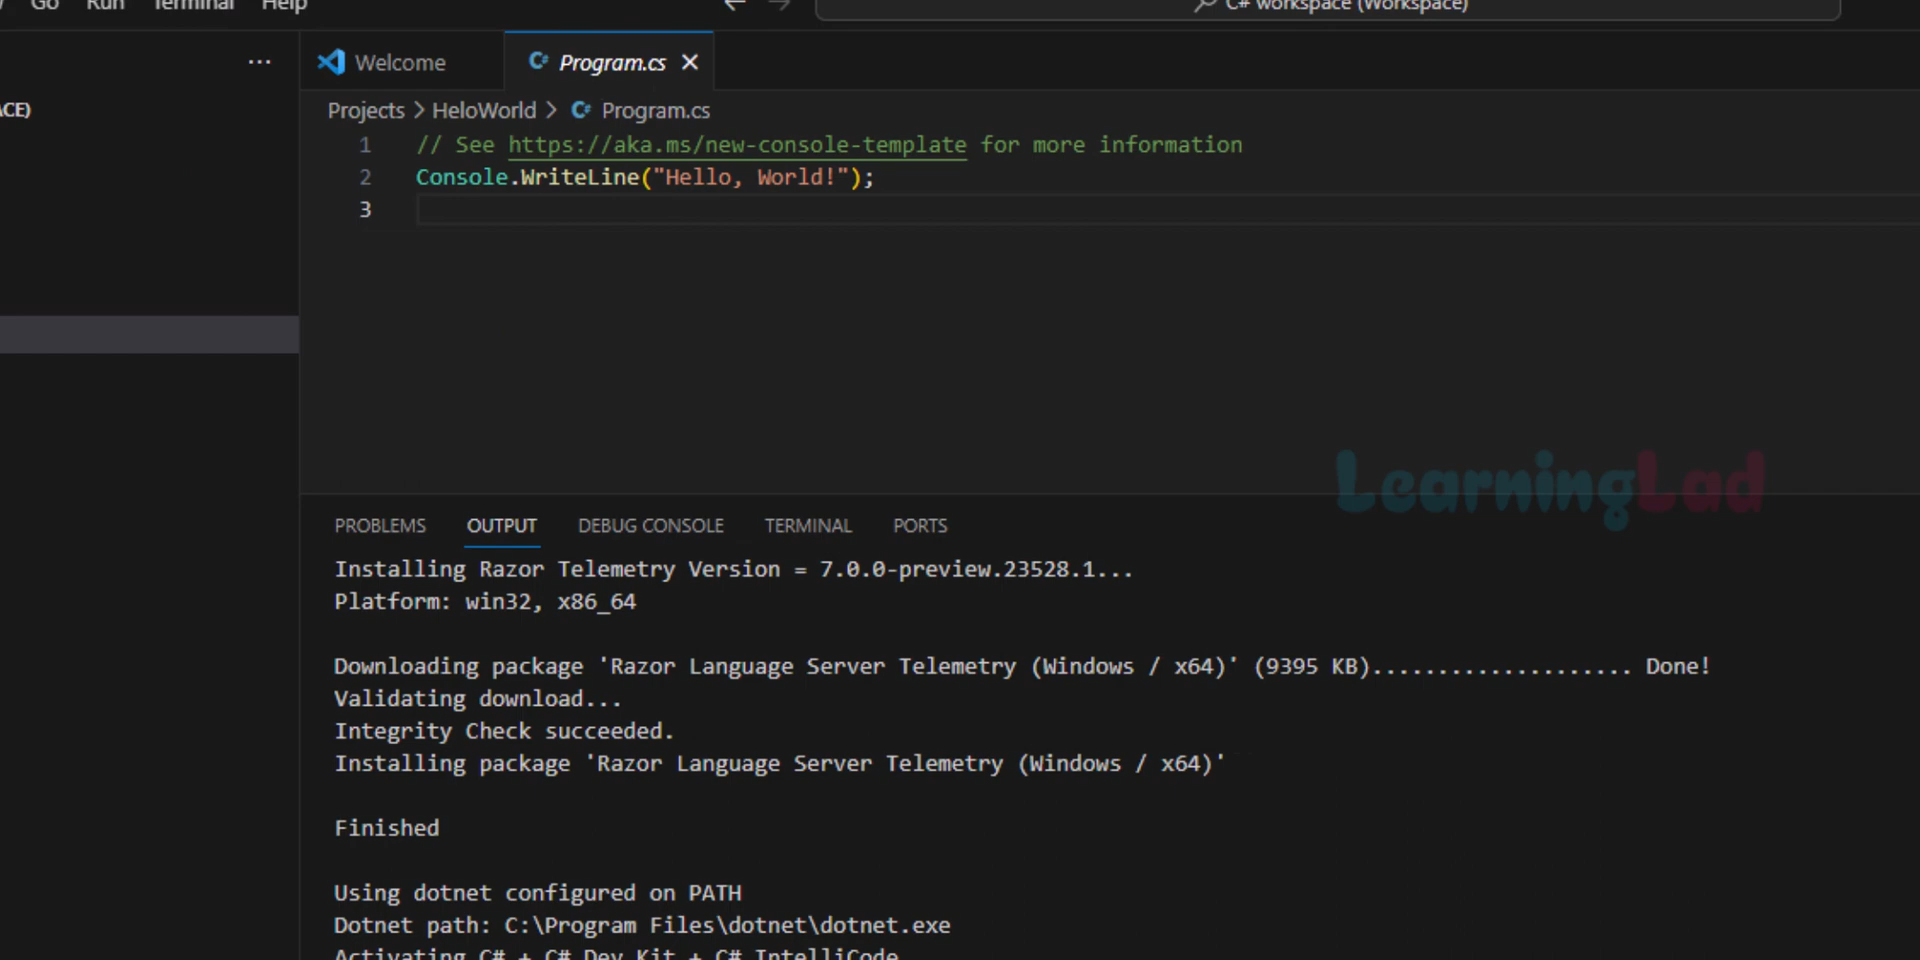 Go Run Terminal Help C# workspace (Workspace)
Welcome Program.cs
ACE)
Projects > HeloWorld > Program.cs
1 // See https://aka.ms/new-console-template for more information
2 Console.WriteLine("Hello, World!");
3
LearningLad
PROBLEMS OUTPUT DEBUG CONSOLE TERMINAL PORTS
Installing Razor Telemetry Version = 7.0.0-preview.23528.1...
Platform: win32, x86_64
Downloading package 'Razor Language Server Telemetry (Windows / x64)' (9395 KB).................... Done!
Validating download...
Integrity Check succeeded.
Installing package 'Razor Language Server Telemetry (Windows / x64)'
Finished
Using dotnet configured on PATH
Dotnet path: C:\Program Files\dotnet\dotnet.exe
Activating C# + C# Dev Kit + C# IntelliCode